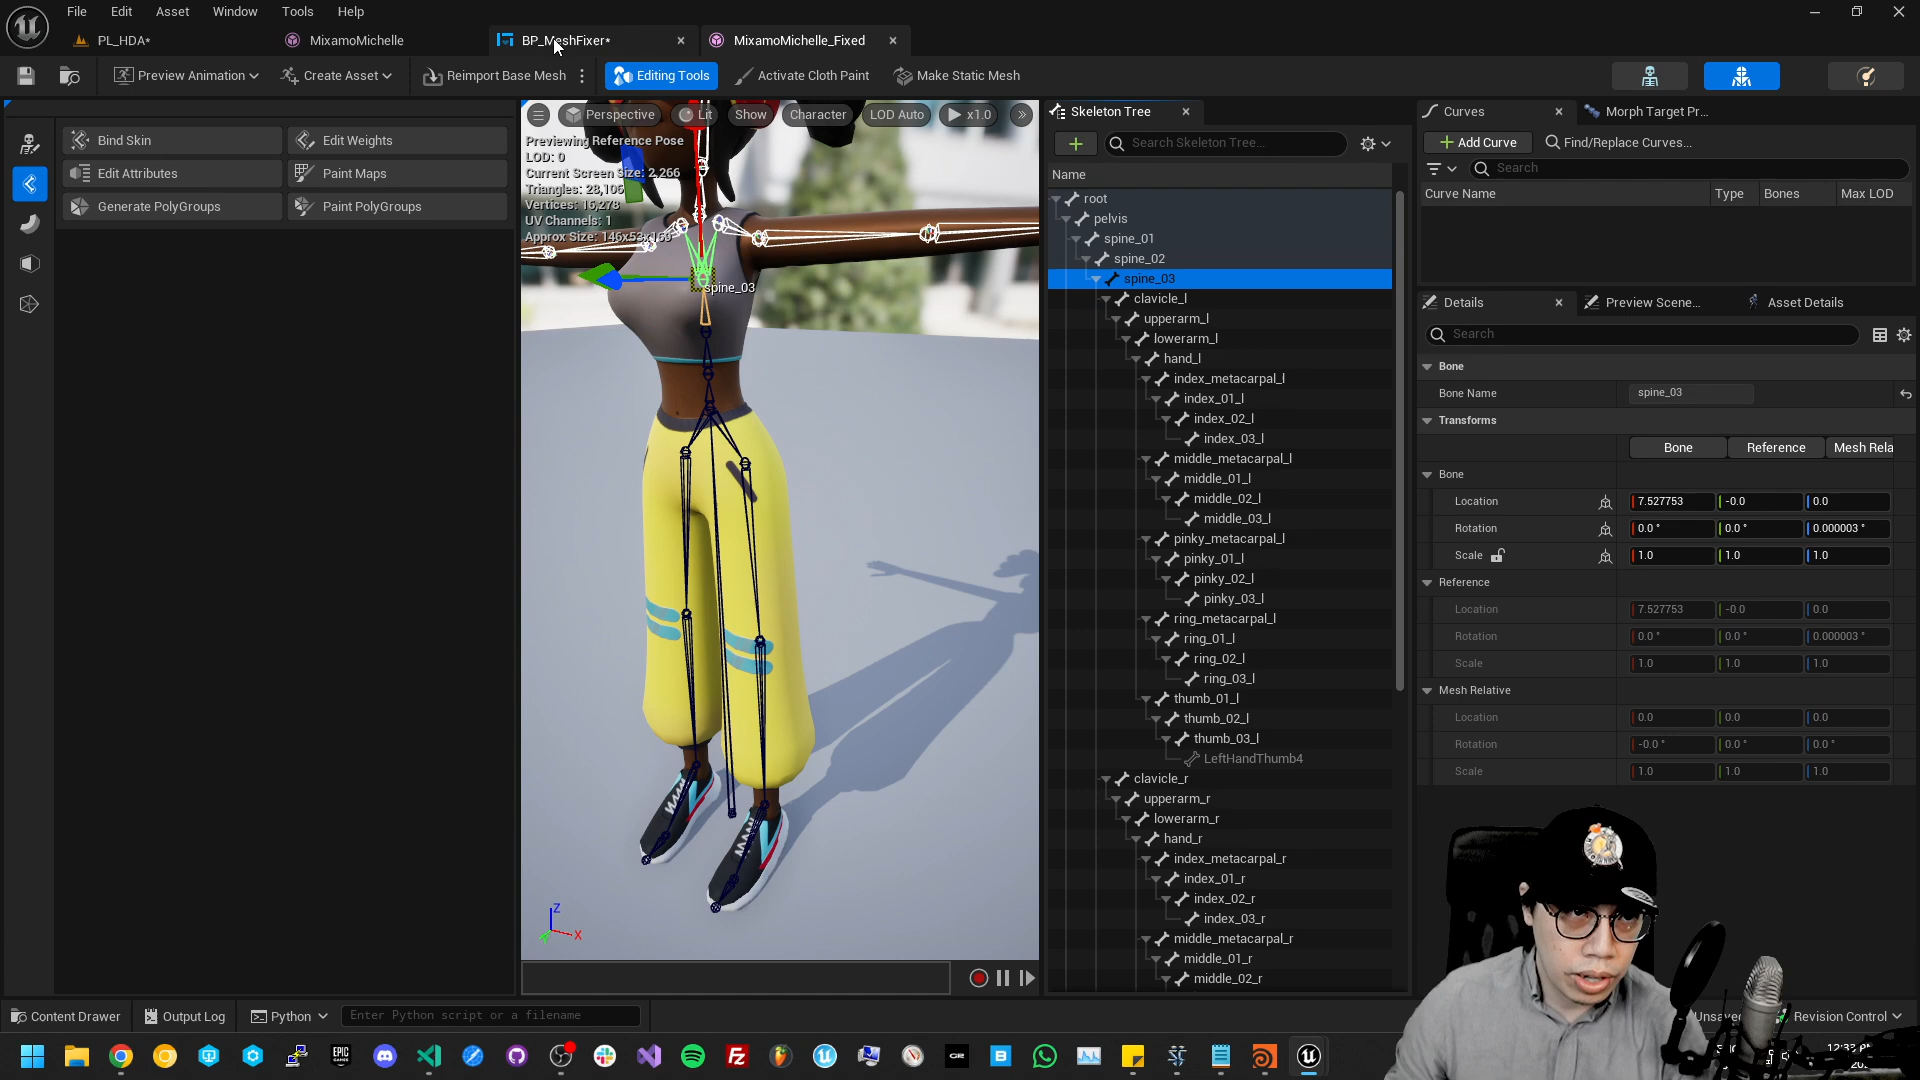 File Edit Asset Window Tools Help
PL_HDA* MixamoMichelle BP_MeshFixer* MixamoMichelle_Fixed
Preview Animation Create Asset Reimport Base Mesh Editing Tools Activate Cloth Paint Make Static Mesh
Bind Skin Edit Weights
Edit Attributes Paint Maps
Generate PolyGroups Paint PolyGroups
Perspective Lit Show Character LOD Auto x1.0
Previewing Reference Pose
LOD: 0
Current Screen Size: 2,266
Triangles: 28,106
Vertices: 16,278
UV Channels: 1
Approx Size: 146x53x169
spine_03
Z
X
Skeleton Tree
Search Skeleton Tree...
Name
root
pelvis
spine_01
spine_02
spine_03
clavicle_l
upperarm_l
lowerarm_l
hand_l
index_metacarpal_l
index_01_l
index_02_l
index_03_l
middle_metacarpal_l
middle_01_l
middle_02_l
middle_03_l
pinky_metacarpal_l
pinky_01_l
pinky_02_l
pinky_03_l
ring_metacarpal_l
ring_01_l
ring_02_l
ring_03_l
thumb_01_l
thumb_02_l
thumb_03_l
LeftHandThumb4
clavicle_r
upperarm_r
lowerarm_r
hand_r
index_metacarpal_r
index_01_r
index_02_r
index_03_r
middle_metacarpal_r
middle_01_r
middle_02_r
Curves Morph Target Pr...
Add Curve Find/Replace Curves...
Search
Curve Name Type Bones Max LOD
Details Preview Scene... Asset Details
Search
Bone
Bone Name spine_03
Transforms
Bone Reference Mesh Rela
Bone
Location 7.527753 -0.0 0.0
Rotation 0.0 ° 0.0 ° 0.000003 °
Scale 1.0 1.0 1.0
Reference
Location 7.527753 -0.0 0.0
Rotation 0.0 ° 0.0 ° 0.000003 °
Scale 1.0 1.0 1.0
Mesh Relative
Location 0.0 0.0 0.0
Rotation -0.0 ° 0.0 ° 0.0 °
Scale 1.0 1.0 1.0
Content Drawer Output Log Python Enter Python script or a filename Revision Control
EPIC GAMES